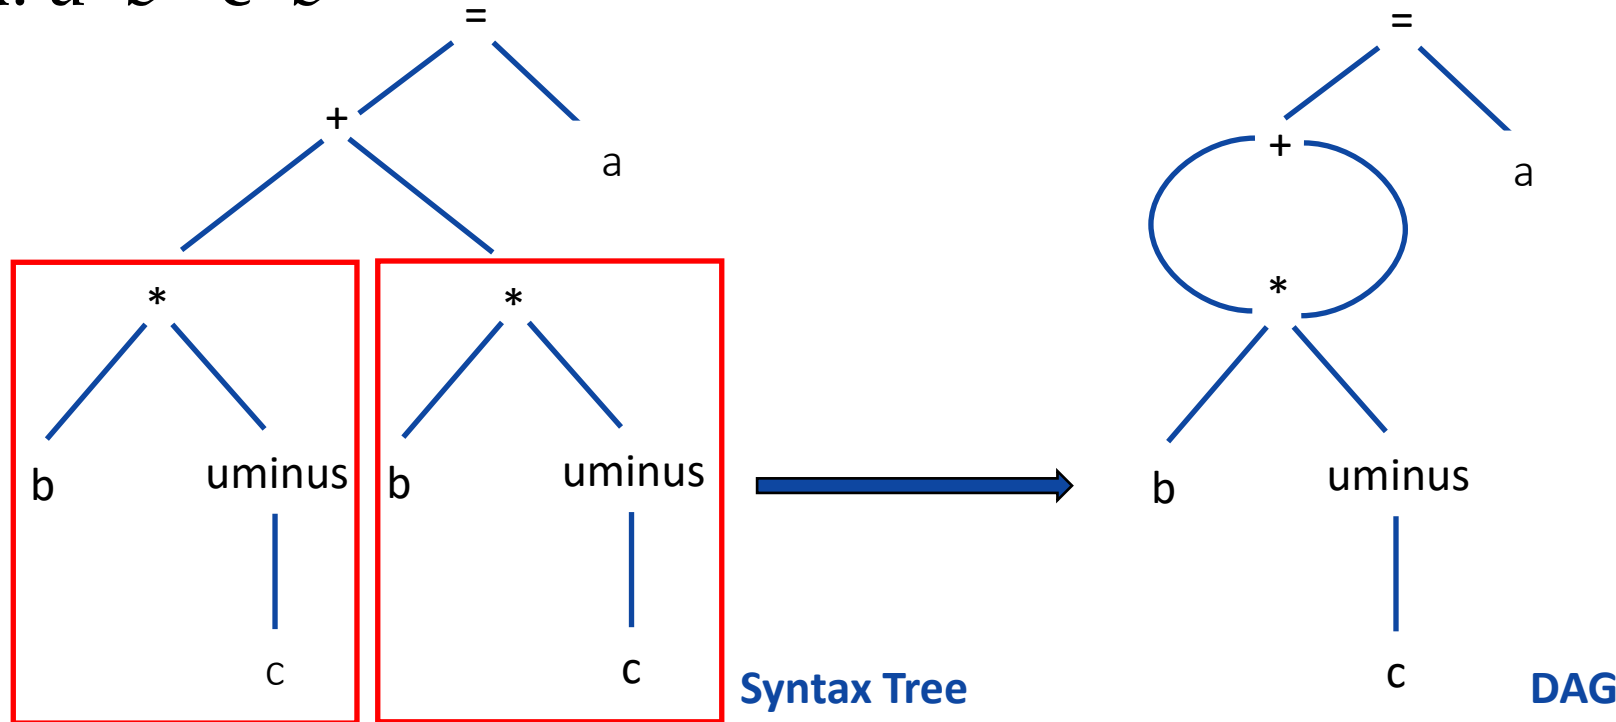 =
=
+
+
a
a
*
*
*
b
uminus
b
uminus
b
uminus
c
c
c
Syntax Tree
DAG